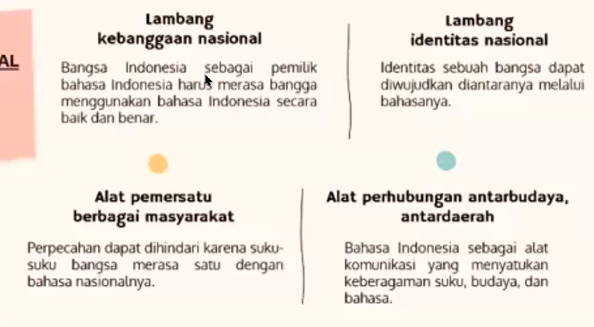 AL
Lambang
kebanggaan nasional
Bangsa Indonesia sebagai pemilik
bahasa Indonesia harus merasa bangga
menggunakan bahasa Indonesia secara
baik dan benar.
Lambang
identitas nasional
Identitas sebuah bangsa dapat
diwujudkan diantaranya melalui
bahasanya.
Alat pemersatu
berbagai masyarakat
Perpecahan dapat dihindari karena suku-
suku bangsa merasa satu dengan
bahasa nasionalnya.
Alat perhubungan antarbudaya,
antardaerah
Bahasa Indonesia sebagai alat
komunikasi yang menyatukan
keberagaman suku, budaya, dan
bahasa.